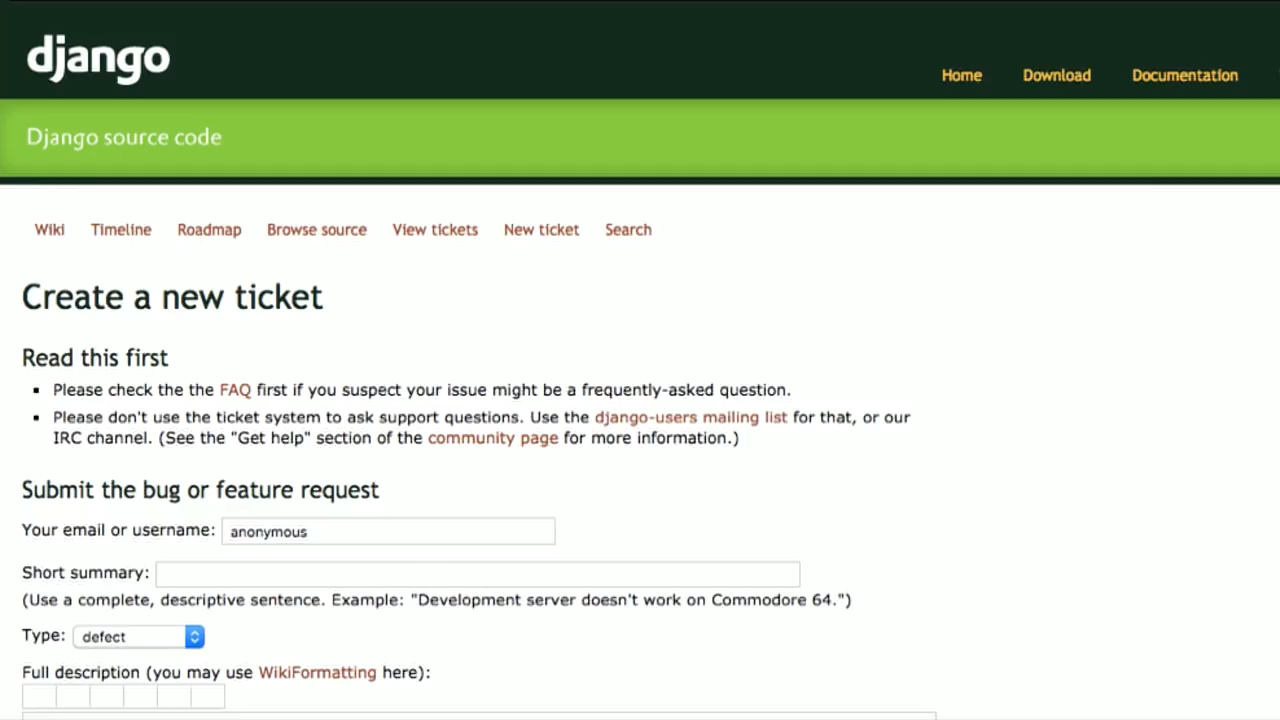 django
Home Download Documentation
Django source code
Wiki Timeline Roadmap Browse source View tickets New ticket Search
Create a new ticket
Read this first
Please check the the FAQ first if you suspect your issue might be a frequently-asked question.
Please don't use the ticket system to ask support questions. Use the django-users mailing list for that, or our
IRC channel. (See the "Get help" section of the community page for more information.)
Submit the bug or feature request
Your email or username: anonymous
Short summary:
(Use a complete, descriptive sentence. Example: "Development server doesn't work on Commodore 64.")
Type: defect
Full description (you may use WikiFormatting here):